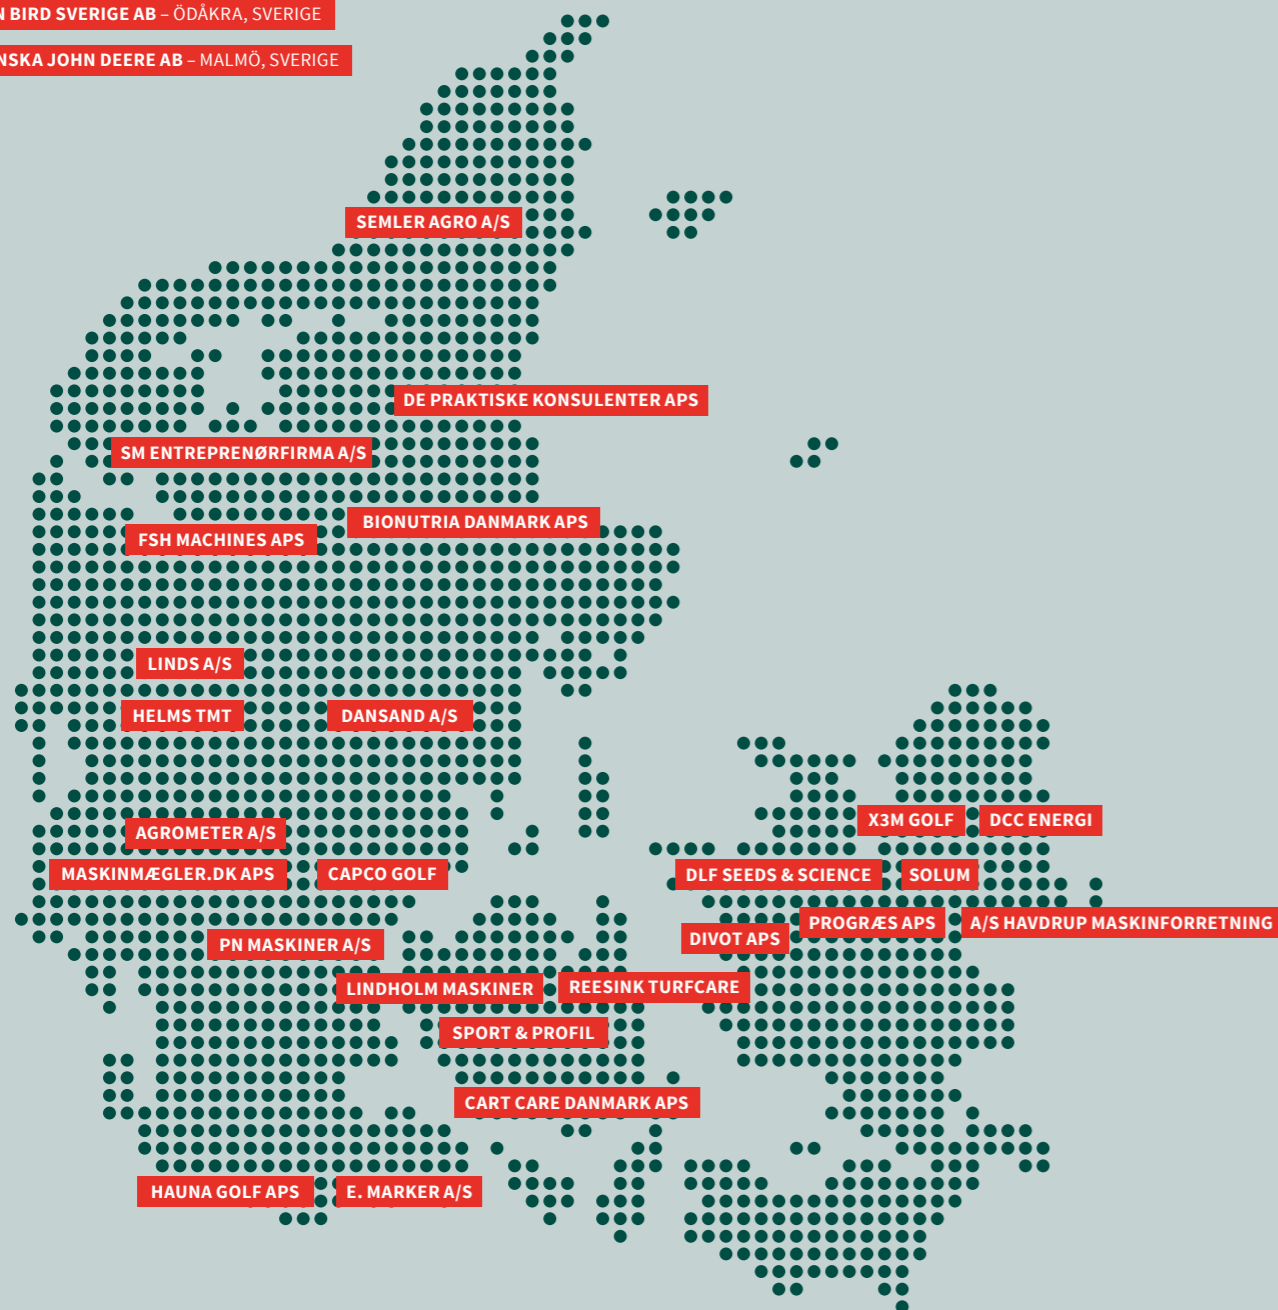 N BIRD SVERIGE AB – ÖDÅKRA, SVERIGE
NSKA JOHN DEERE AB – MALMÖ, SVERIGE
SEMLER AGRO A/S
DE PRAKTISKE KONSULENTER APS
SM ENTREPRENØRFIRMA A/S
BIONUTRIA DANMARK APS
FSH MACHINES APS
LINDS A/S
HELMS TMT
DANSAND A/S
X3M GOLF
DCC ENERGI
AGROMETER A/S
MASKINMÆGLER.DK APS
CAPCO GOLF
DLF SEEDS & SCIENCE
SOLUM
PROGRÆS APS
A/S HAVDRUP MASKINFORRETNING
DIVOT APS
PN MASKINER A/S
LINDHOLM MASKINER
REESINK TURFCARE
SPORT & PROFIL
CART CARE DANMARK APS
HAUNA GOLF APS
E. MARKER A/S